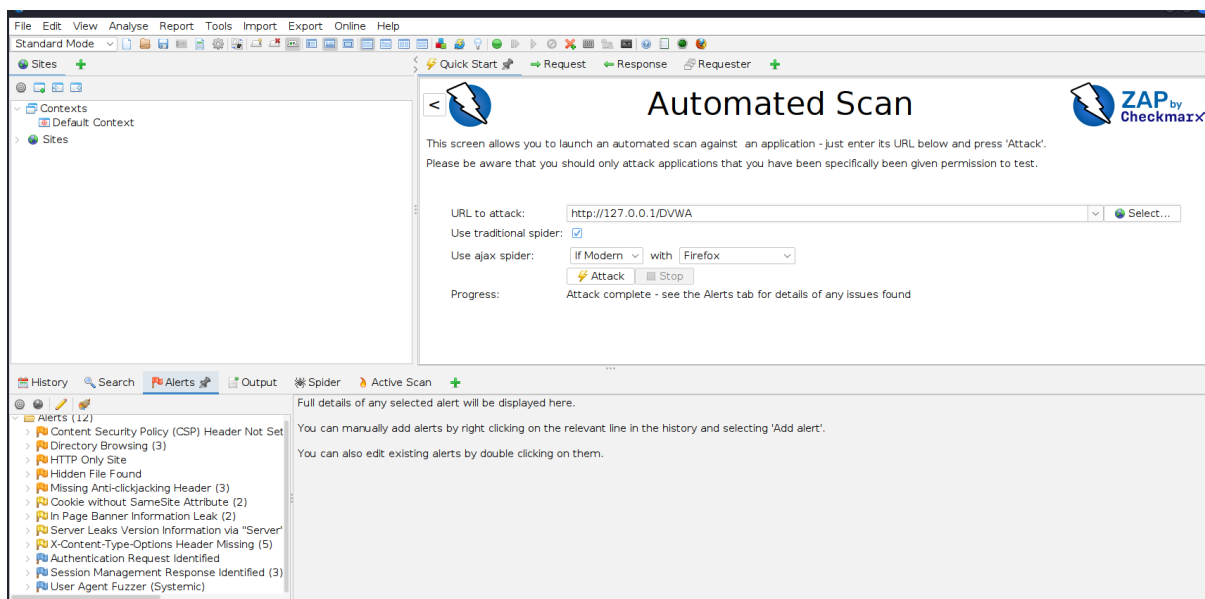 File Edit View Analyse Report Tools Import Export Online Help
Standard Mode
Sites
Quick Start Request Response Requester
Contexts
Default Context
Sites
<
Automated Scan
ZAP by
Checkmarx
This screen allows you to launch an automated scan against an application - just enter its URL below and press 'Attack'.
Please be aware that you should only attack applications that you have been specifically been given permission to test.
URL to attack: http://127.0.0.1/DVWA Select...
Use traditional spider:
Use ajax spider: If Modern with Firefox
Attack Stop
Progress: Attack complete - see the Alerts tab for details of any issues found
History Search Alerts Output Spider Active Scan
Alerts (12)
Content Security Policy (CSP) Header Not Set
Directory Browsing (3)
HTTP Only Site
Hidden File Found
Missing Anti-clickjacking Header (3)
Cookie without SameSite Attribute (2)
In Page Banner Information Leak (2)
Server Leaks Version Information via "Server"
X-Content-Type-Options Header Missing (5)
Authentication Request Identified
Session Management Response Identified (3)
User Agent Fuzzer (Systemic)
Full details of any selected alert will be displayed here.
You can manually add alerts by right clicking on the relevant line in the history and selecting 'Add alert'.
You can also edit existing alerts by double clicking on them.